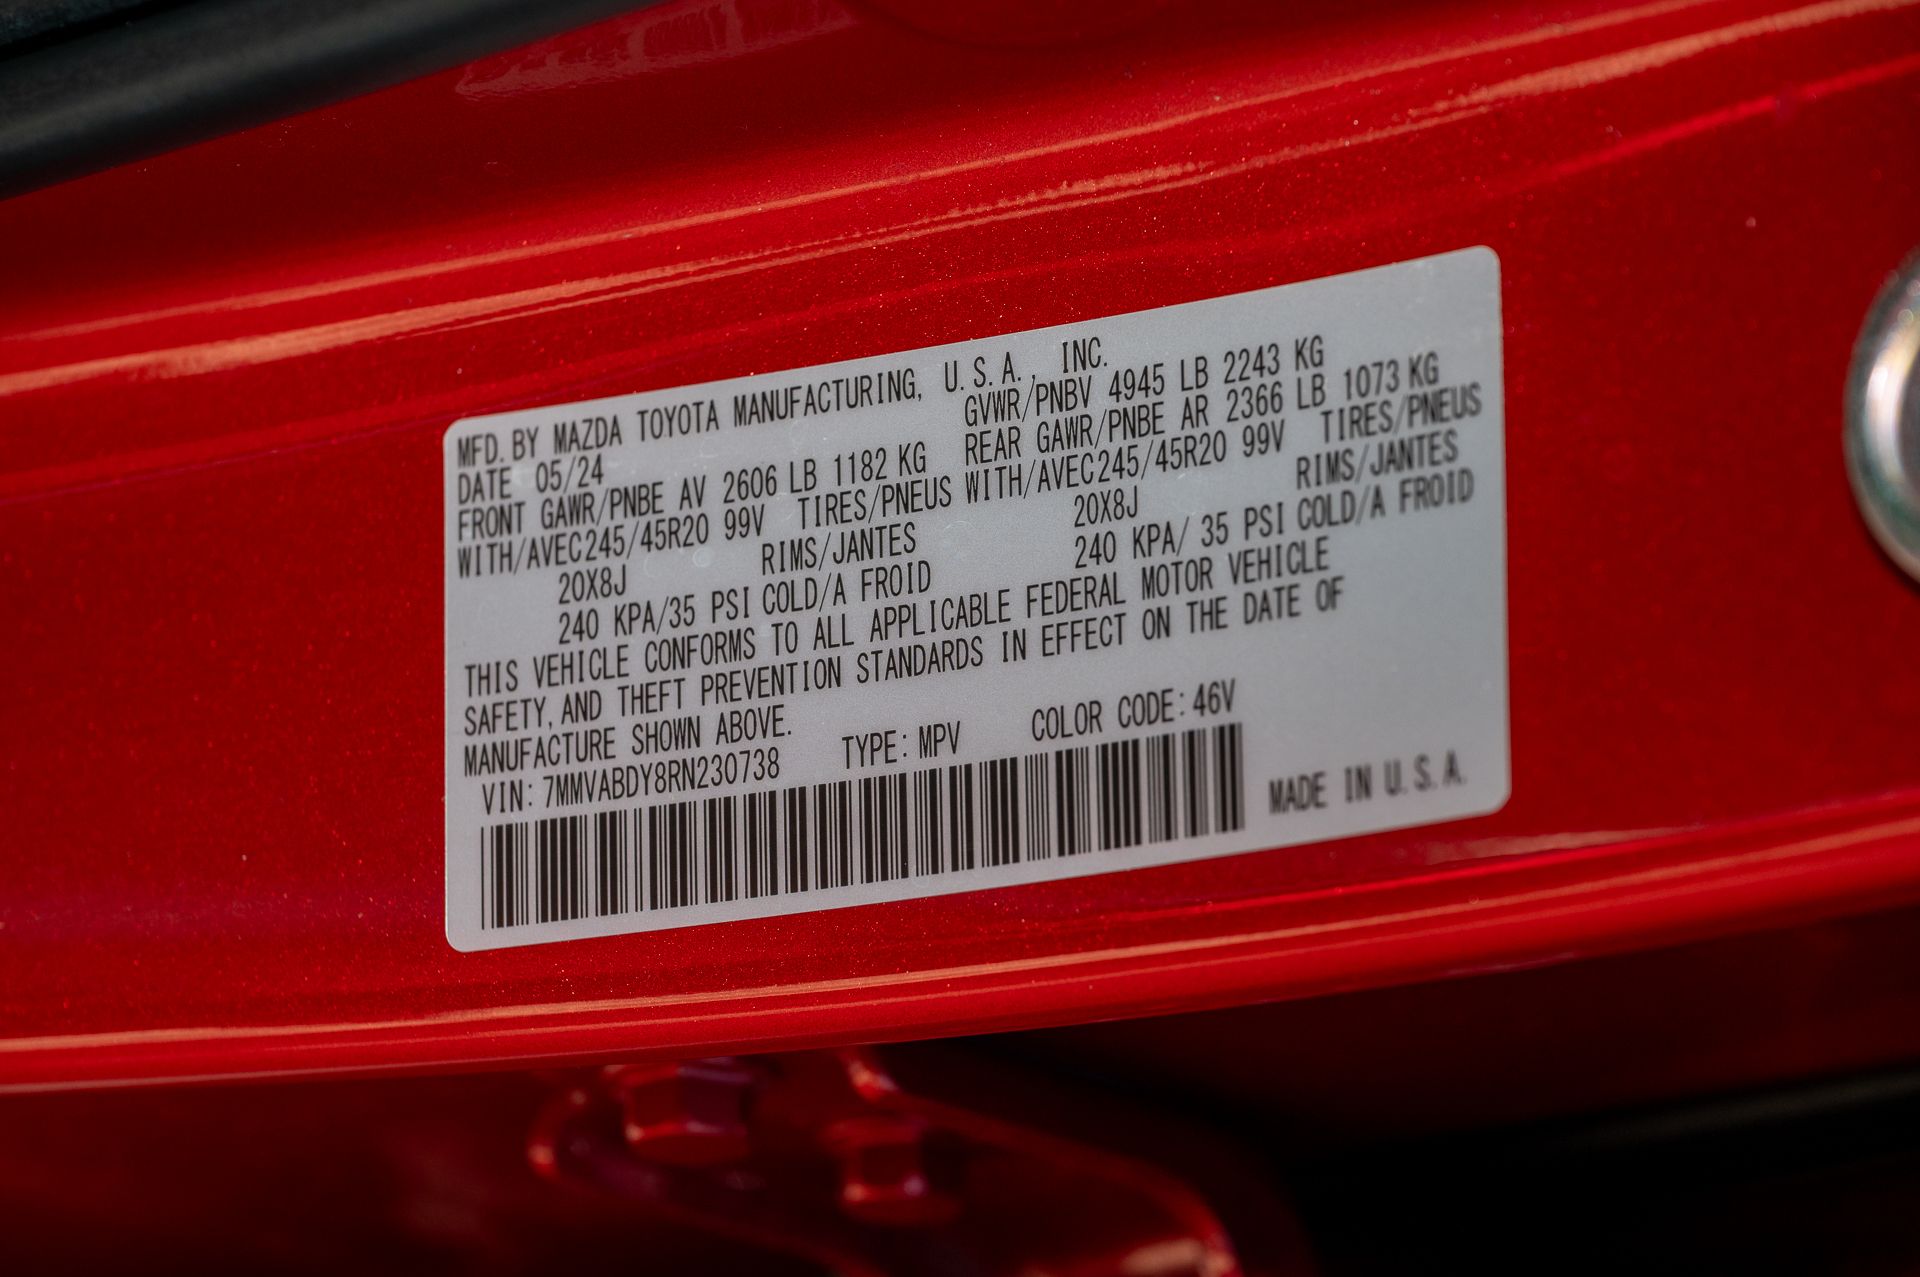 MFD. BY MAZDA TOYOTA MANUFACTURING, U.S.A., INC.
DATE 05/24 GVWR/PNBV 4945 LB 2243 KG
FRONT GAWR/PNBE AV 2606 LB 1182 KG REAR GAWR/PNBE AR 2366 LB 1073 KG
WITH/AVEC245/45R20 99V TIRES/PNEUS WITH/AVEC245/45R20 99V TIRES/PNEUS
20X8J RIMS/JANTES 20X8J RIMS/JANTES
240 KPA/35 PSI COLD/A FROID 240 KPA/ 35 PSI COLD/A FROID
THIS VEHICLE CONFORMS TO ALL APPLICABLE FEDERAL MOTOR VEHICLE
SAFETY, AND THEFT PREVENTION STANDARDS IN EFFECT ON THE DATE OF
MANUFACTURE SHOWN ABOVE.
VIN: 7MMVABDY8RN230738 TYPE: MPV COLOR CODE: 46V
MADE IN U.S.A.